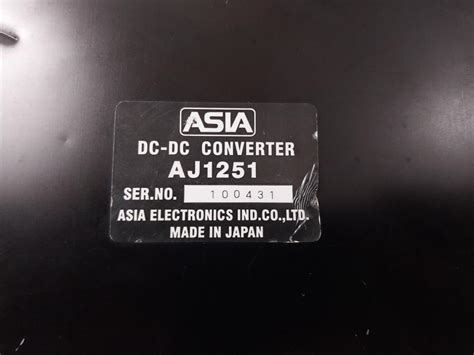 ASIA
DC-DC CONVERTER
AJ1251
SER.NO. 100431
ASIA ELECTRONICS IND.CO.,LTD.
MADE IN JAPAN